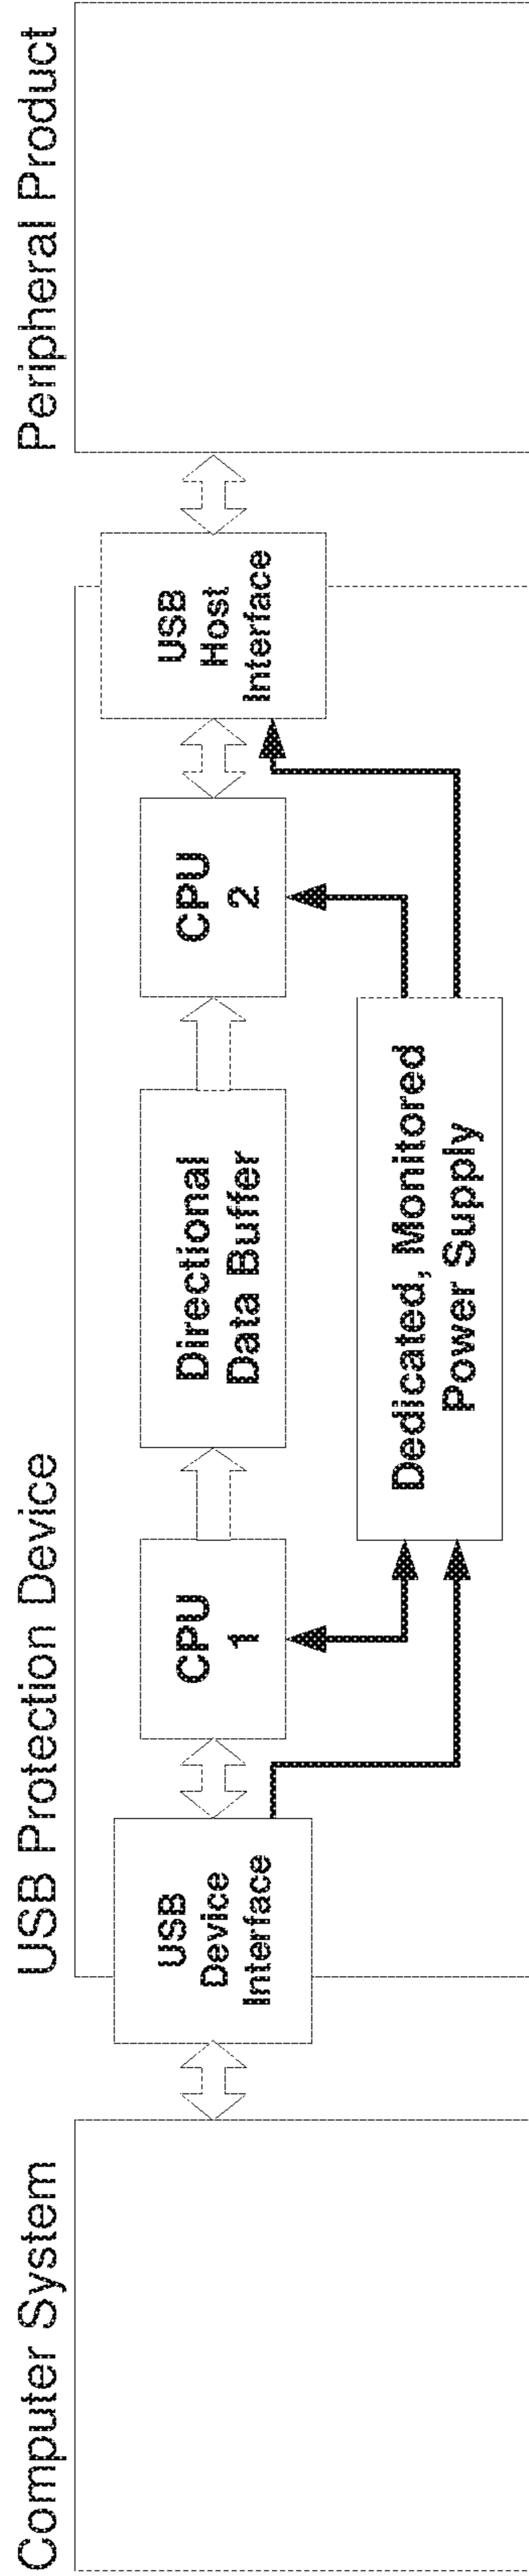 Computer System
USB Protection Device
Peripheral Product
USB
Device
Interface
CPU
1
Directional
Data Buffer
CPU
2
USB
Host
Interface
Dedicated, Monitored
Power Supply